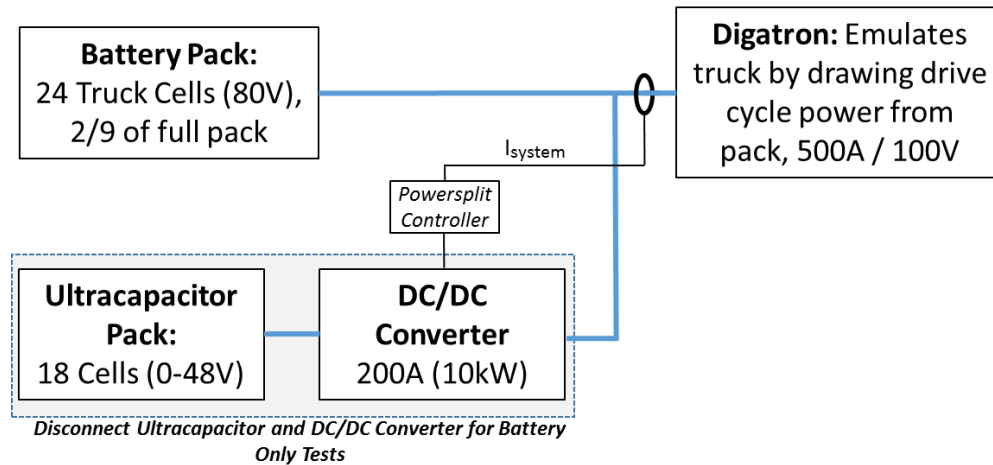 Battery Pack:
24 Truck Cells (80V),
2/9 of full pack
Digatron: Emulates
truck by drawing drive
cycle power from
pack, 500A / 100V
Isystem
Powersplit
Controller
Ultracapacitor
Pack:
18 Cells (0-48V)
DC/DC
Converter
200A (10kW)
Disconnect Ultracapacitor and DC/DC Converter for Battery
Only Tests